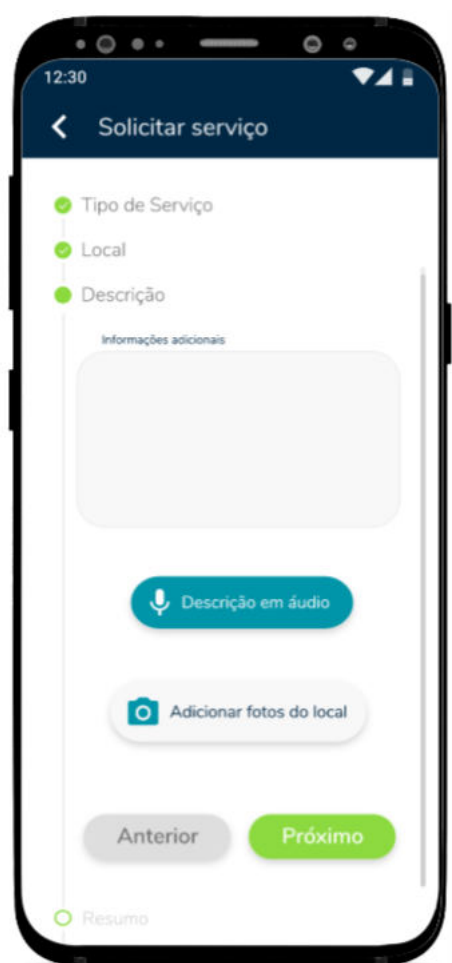 12:30
Solicitar serviço
Tipo de Serviço
Local
Descrição
Informações adicionais
Descrição em áudio
Adicionar fotos do local
Anterior
Próximo
Resumo